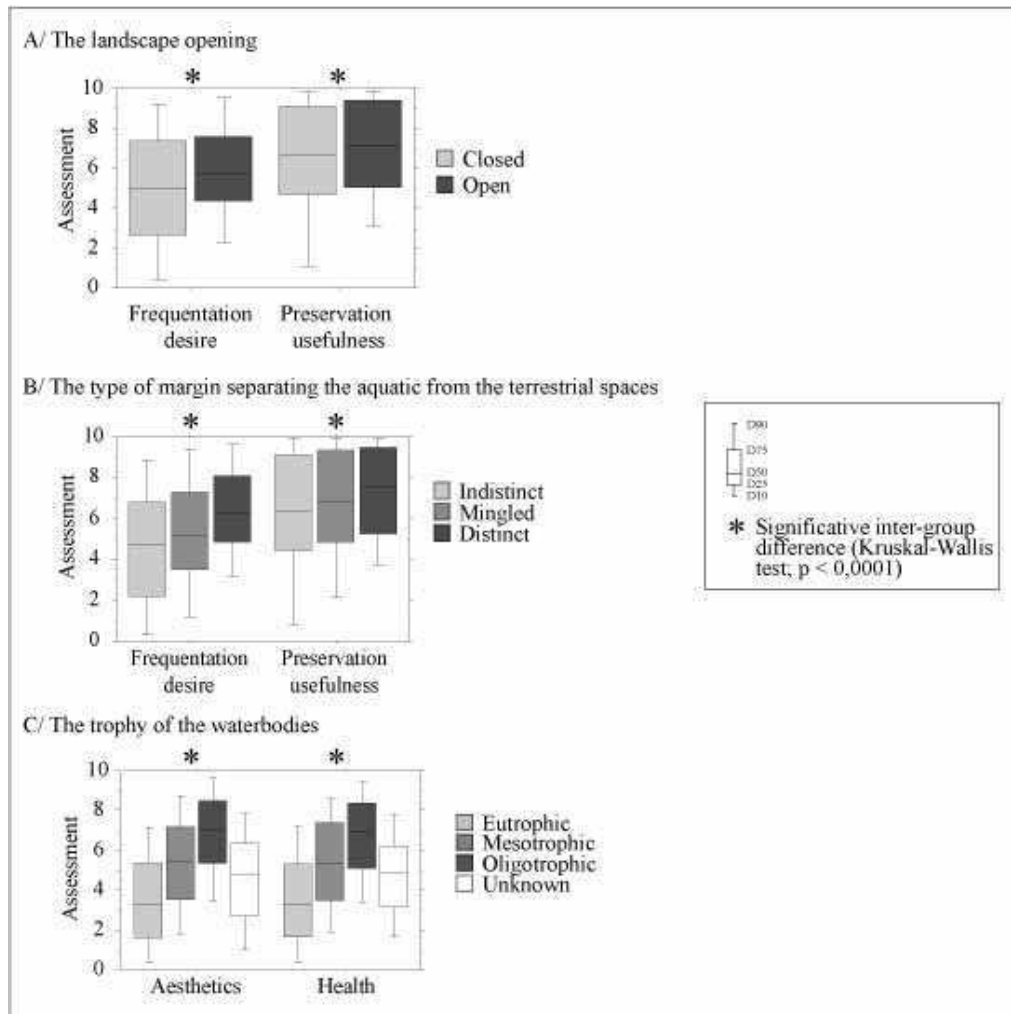 A/ The landscape opening
* *
10
8
6
4
2
0
Assessment
Closed
Open
Frequentation
desire
Preservation
usefulness
B/ The type of margin separating the aquatic from the terrestrial spaces
* *
10
8
6
4
2
0
Assessment
Indistinct
Mingled
Distinct
Frequentation
desire
Preservation
usefulness
D90
D75
D50
D25
D10
* Significative inter-group
difference (Kruskal-Wallis
test, p < 0,0001)
C/ The trophy of the waterbodies
* *
10
8
6
4
2
0
Assessment
Eutrophic
Mesotrophic
Oligotrophic
Unknown
Aesthetics
Health